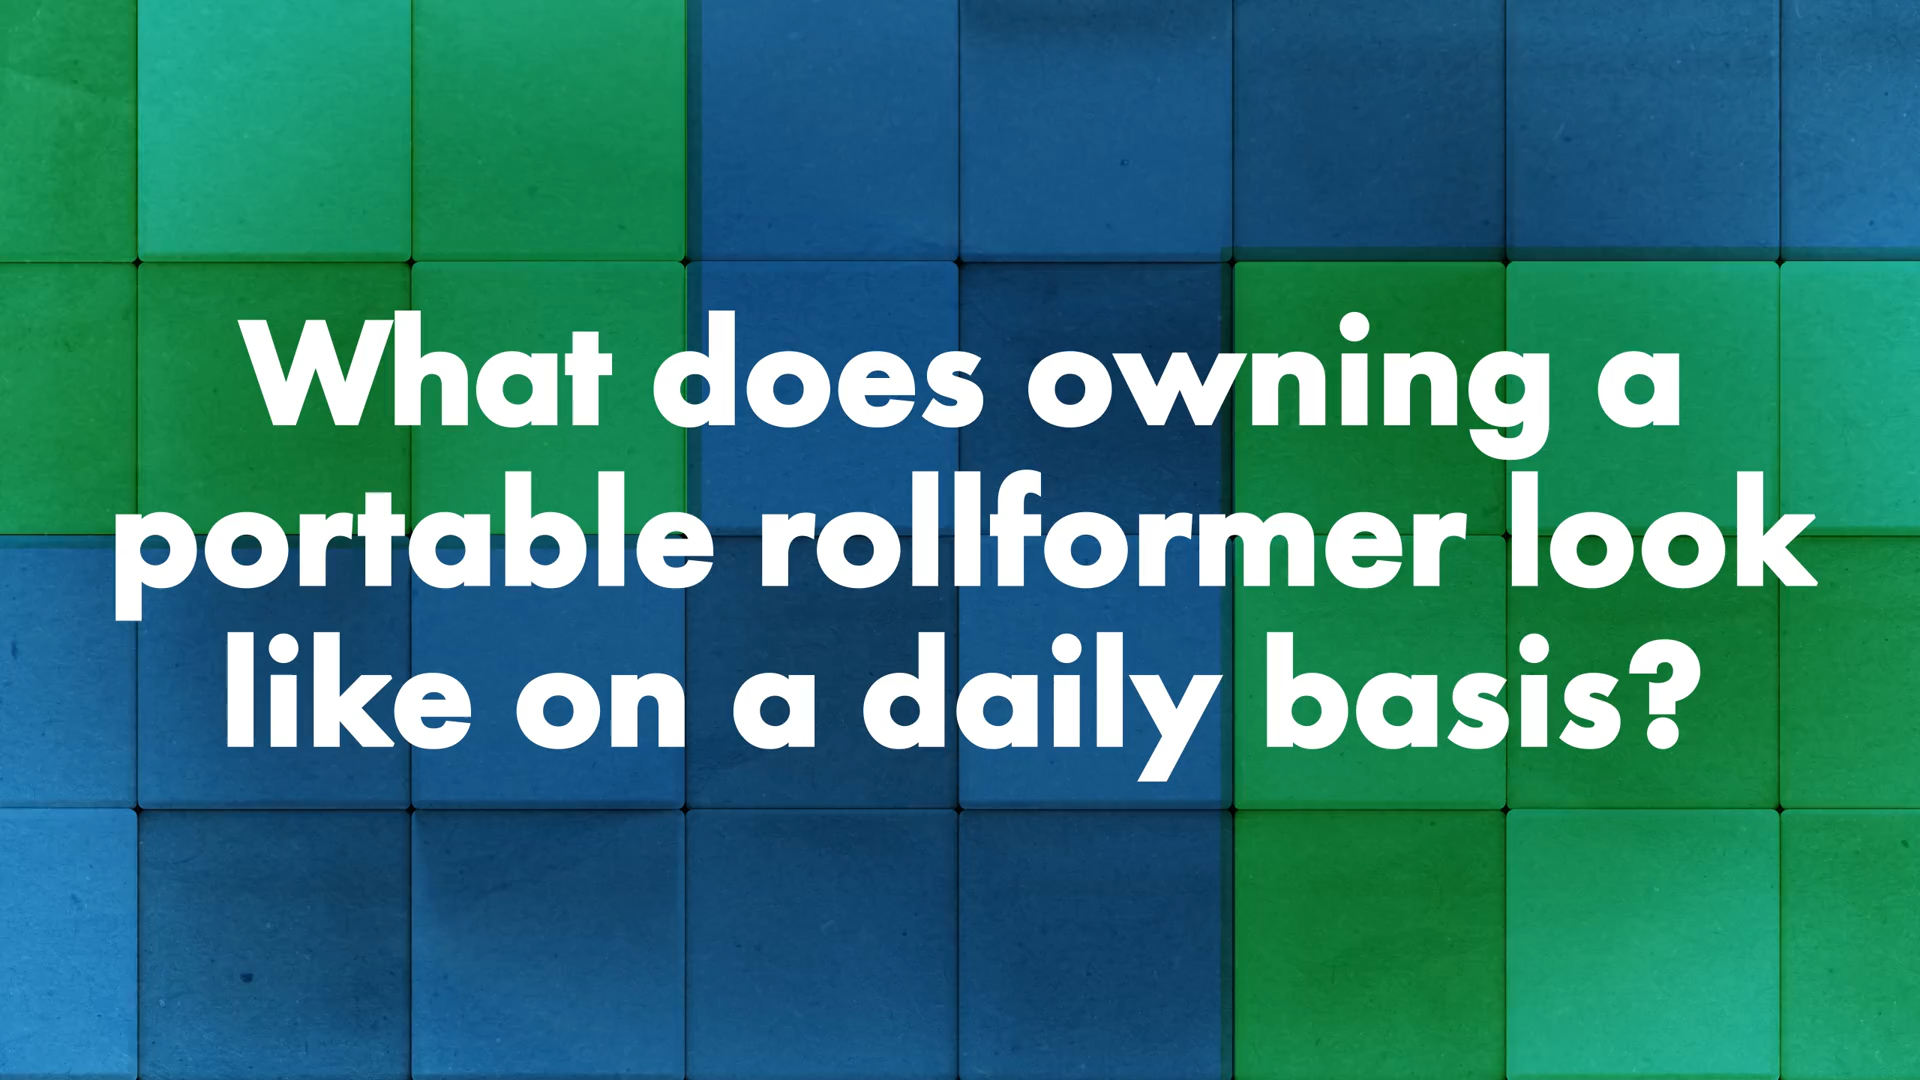 What does owning a
portable rollformer look
like on a daily basis?